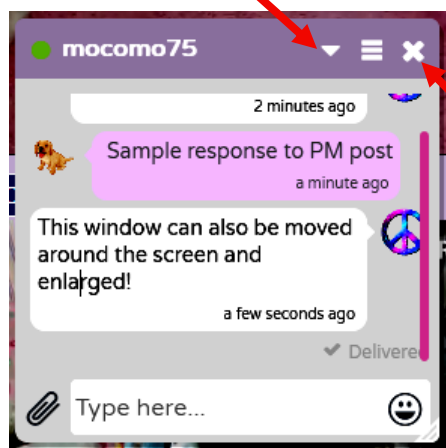 mocomo75
2 minutes ago
Sample response to PM post
a minute ago
This window can also be moved
around the screen and
enlarged!
a few seconds ago
Delivered
Type here...